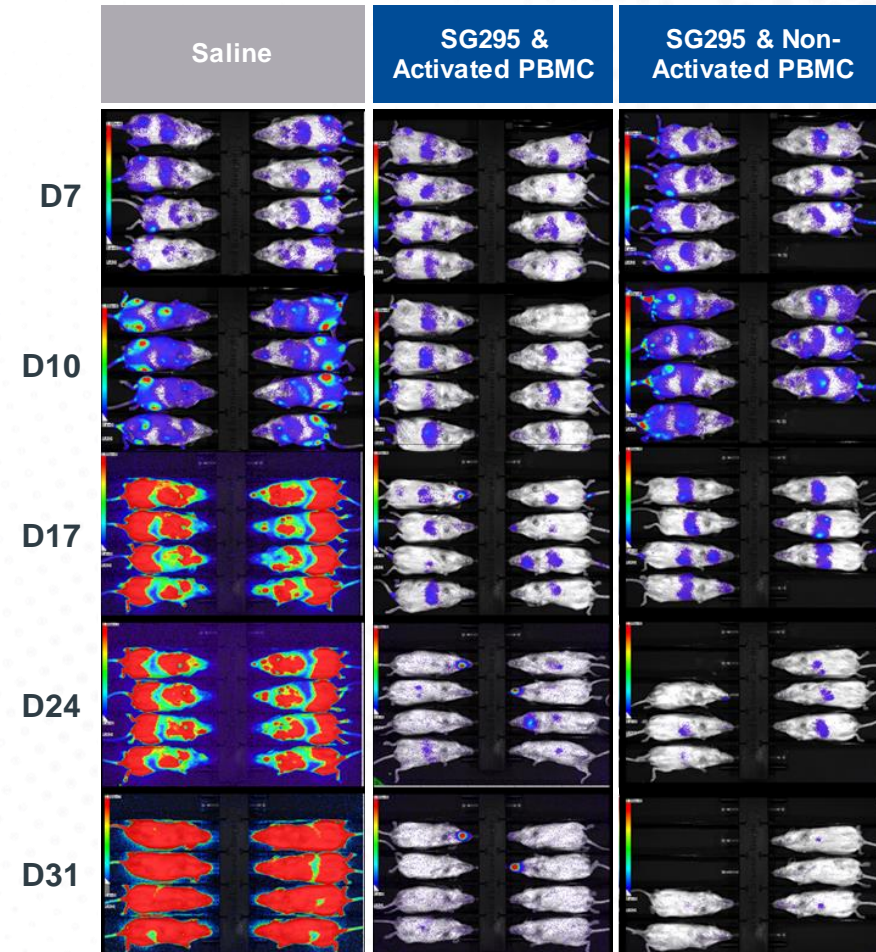 Saline
SG295 &
Activated PBMC
SG295 & Non-
Activated PBMC
D7
D10
D17
D24
D31